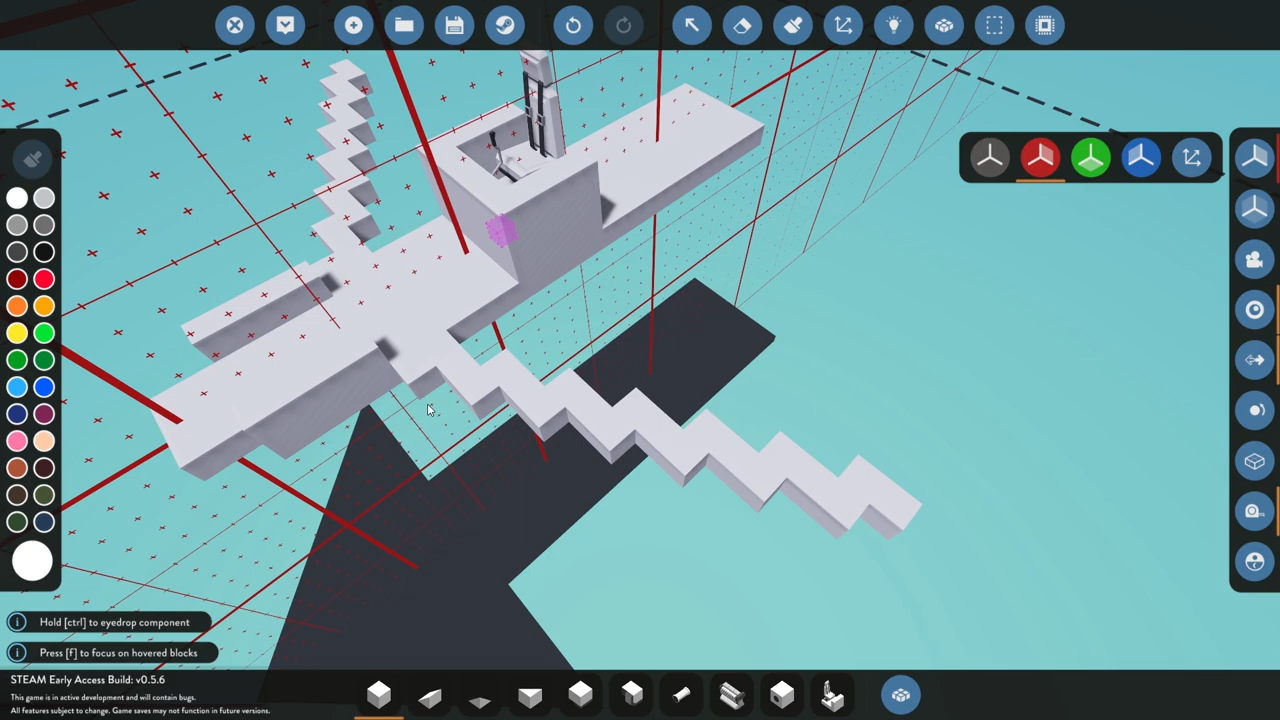 Hold [ctrl] to eyedrop component
Press [f] to focus on hovered blocks
STEAM Early Access Build: v0.5.6
This game is in active development and will contain bugs.
All features subject to change. Game saves may not function in future versions.